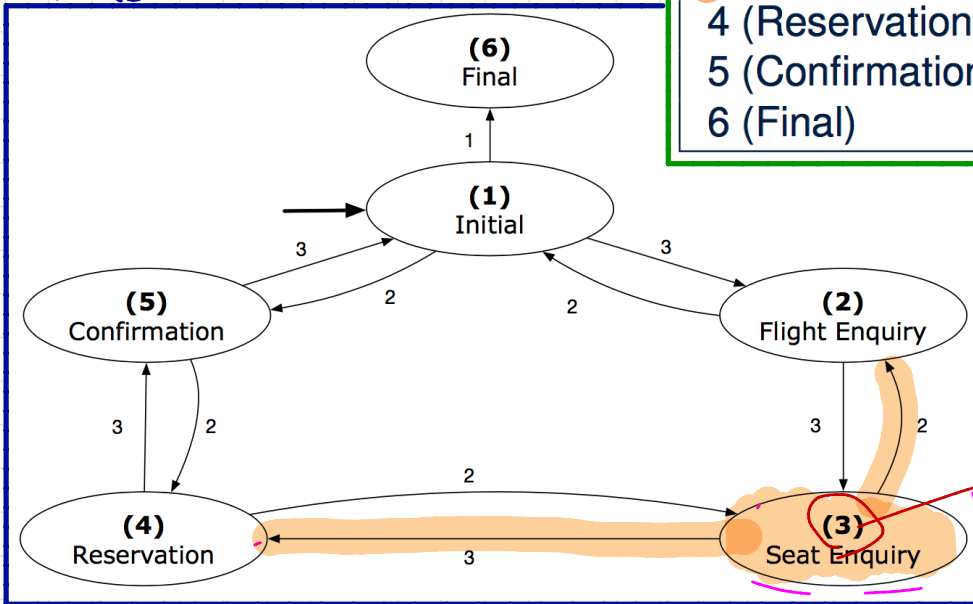 4 (Reservation
5 (Confirmation
6 (Final)
(6)
Final
1
(1)
Initial
3
3
2
2
(5)
Confirmation
(2)
Flight Enquiry
3
2
3
2
2
(4)
Reservation
(3)
Seat Enquiry
3